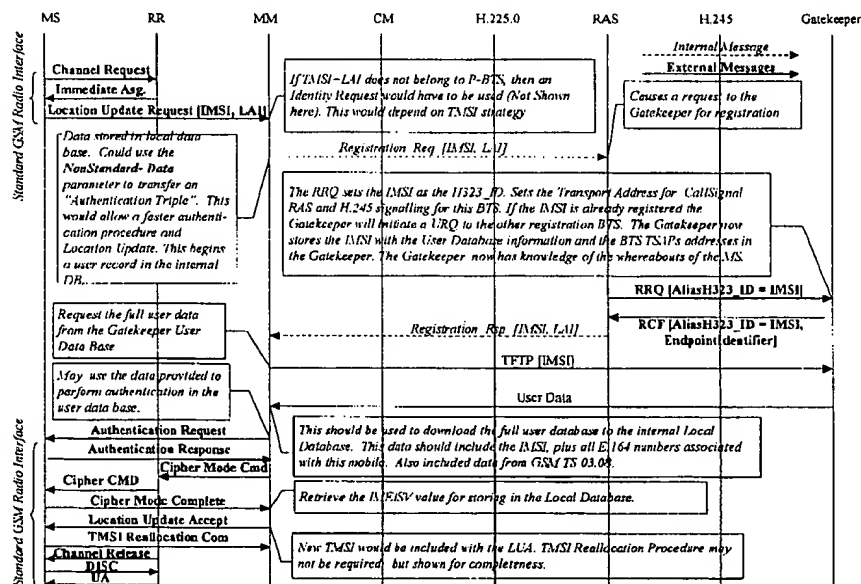 MS RR MM CM H.225.0 RAS H.245 Gatekeeper
Internal Message
External Messages
Standard GSM Radio Interface
Channel Request
Immediate Asg.
Location Update Request [IMSI, LAI]
If TMSI-LAI does not belong to P-BTS, then an
Identity Request would have to be used (Not Shown
here). This would depend on TMSI strategy
Causes a request to the
Gatekeeper for registration
Data stored in local data
base. Could use the
NonStandard- Data
parameter to transfer an
"Authentication Triple". This
would allow a faster authenti-
cation procedure and
Location Update. This begins
a user record in the internal
DB.
Registration Req [IMSI, LAI]
The RRQ sets the IMSI as the H323_ID. Sets the Transport Address for CallSignal
RAS and H.245 signalling for this BTS. If the IMSI is already registered the
Gatekeeper will initiate a URQ to the other registration BTS. The Gatekeeper now
stores the IMSI with the User Database information and the BTS TSAPs addresses in
the Gatekeeper. The Gatekeeper now has knowledge of the whereabouts of the MS.
RRQ [AliasH323_ID = IMSI]
Request the full user data
from the Gatekeeper User
Data Base
Registration Rsp [IMSI, LAI]
RCF [AliasH323_ID = IMSI,
EndpointIdentifier]
TFTP [IMSI]
May use the data provided to
parform authentication in the
user data base.
User Data
Standard GSM Radio Interface
Authentication Request
Authentication Response
Cipher Mode Cmd
This should be used to download the full user database to the internal Local
Database. This data should include the IMSI, plus all E.164 numbers associated
with this mobile. Also included data from GSM TS 03.08.
Cipher CMD
Cipher Mode Complete
Retrieve the IMEISV value for storing in the Local Database.
Location Update Accept
TMSI Reallocation Com
New TMSI would be included with the LUA. TMSI Reallocation Procedure may
not be required, but shown for completeness.
Channel Release
DISC
UA